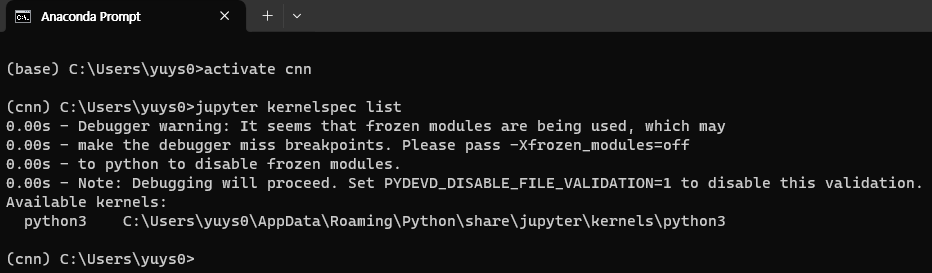 Anaconda Prompt
(base) C:\Users\yuys0>activate cnn
(cnn) C:\Users\yuys0>jupyter kernelspec list
0.00s - Debugger warning: It seems that frozen modules are being used, which may
0.00s - make the debugger miss breakpoints. Please pass -Xfrozen_modules=off
0.00s - to python to disable frozen modules.
0.00s - Note: Debugging will proceed. Set PYDEVD_DISABLE_FILE_VALIDATION=1 to disable this validation.
Available kernels:
  python3    C:\Users\yuys0\AppData\Roaming\Python\share\jupyter\kernels\python3
(cnn) C:\Users\yuys0>